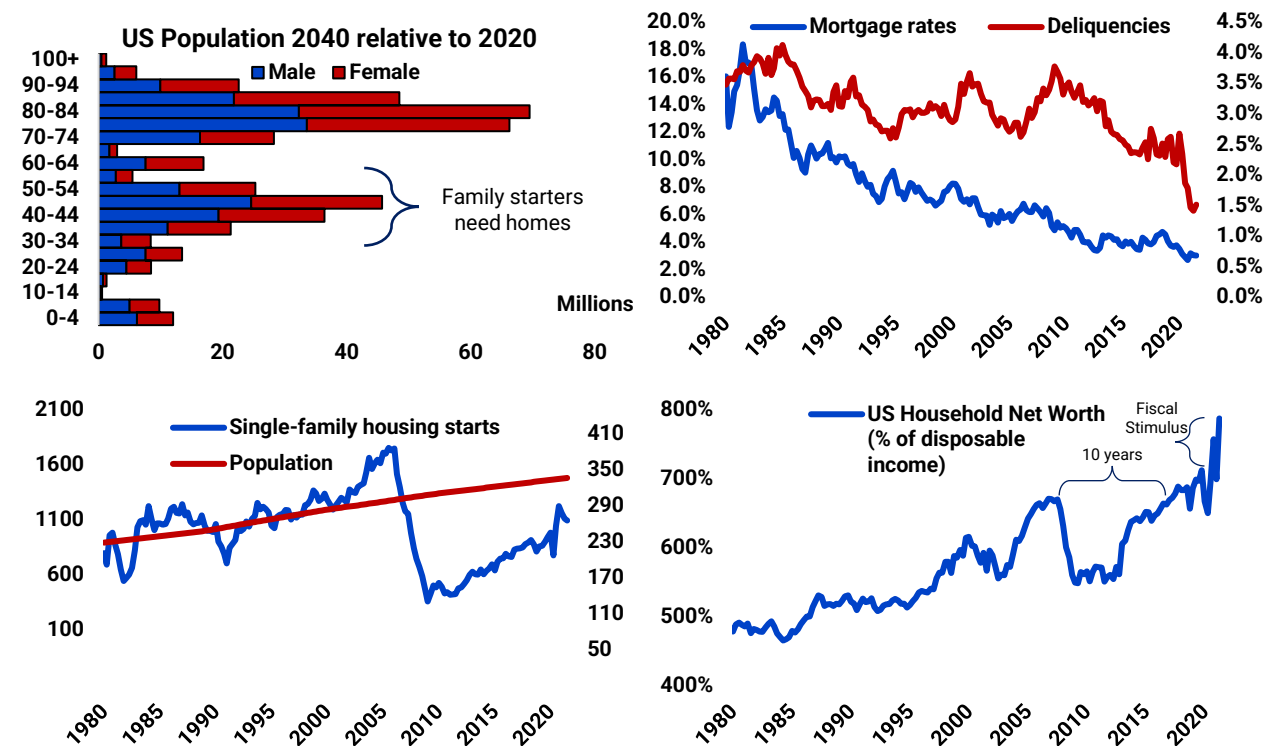 US Population 2040 relative to 2020
Male Female
100+
90-94
80-84
70-74
60-64
50-54
40-44
30-34
20-24
10-14
0-4
Family starters
need homes
Millions
0 20 40 60 80
Mortgage rates Deliquencies
20.0%
18.0%
16.0%
14.0%
12.0%
10.0%
8.0%
6.0%
4.0%
2.0%
0.0%
4.5%
4.0%
3.5%
3.0%
2.5%
2.0%
1.5%
1.0%
0.5%
0.0%
1980 1985 1990 1995 2000 2005 2010 2015 2020
Single-family housing starts
Population
2100
1600
1100
600
100
410
350
290
230
170
110
50
1980 1985 1990 1995 2000 2005 2010 2015 2020
US Household Net Worth
(% of disposable
income)
Fiscal
Stimulus
10 years
800%
700%
600%
500%
400%
1980 1985 1990 1995 2000 2005 2010 2015 2020